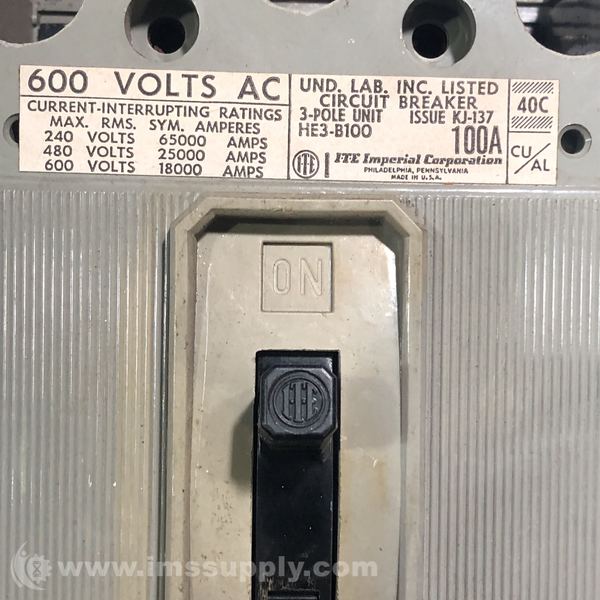 600 VOLTS AC
CURRENT-INTERRUPTING RATINGS
MAX. RMS. SYM. AMPERES
240 VOLTS 65000 AMPS
480 VOLTS 25000 AMPS
600 VOLTS 18000 AMPS
UND. LAB. INC. LISTED
CIRCUIT BREAKER
3-POLE UNIT ISSUE KJ-137
HE3-B100 100A
ITE ITE Imperial Corporation
PHILADELPHIA, PENNSYLVANIA
MADE IN U.S.A.
40C
CU/
AL
ON
ITE
www.imssupply.com